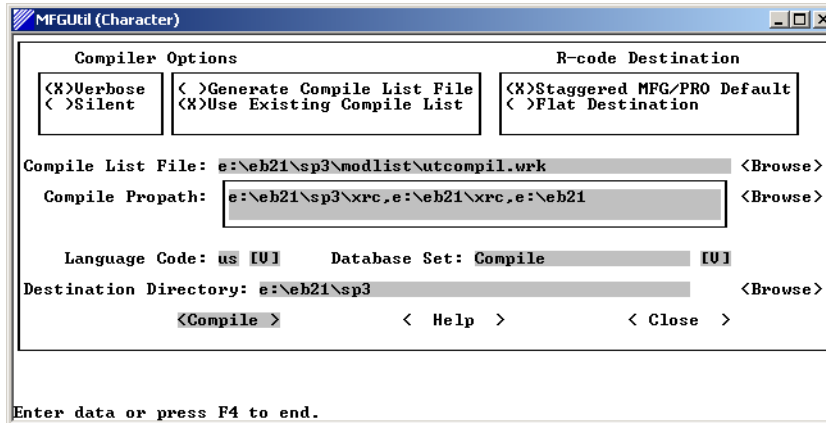 MFGUtil (Character)
Compiler Options R-code Destination
(X)Verbose ( )Generate Compile List File (X)Staggered MFG/PRO Default
( )Silent (X)Use Existing Compile List ( )Flat Destination
Compile List File: e:\eb21\sp3\modlist\utcompil.wrk <Browse>
Compile Propath: e:\eb21\sp3\xrc,e:\eb21\xrc,e:\eb21 <Browse>
Language Code: us [V] Database Set: Compile [V]
Destination Directory: e:\eb21\sp3 <Browse>
<Compile > < Help > < Close >
Enter data or press F4 to end.